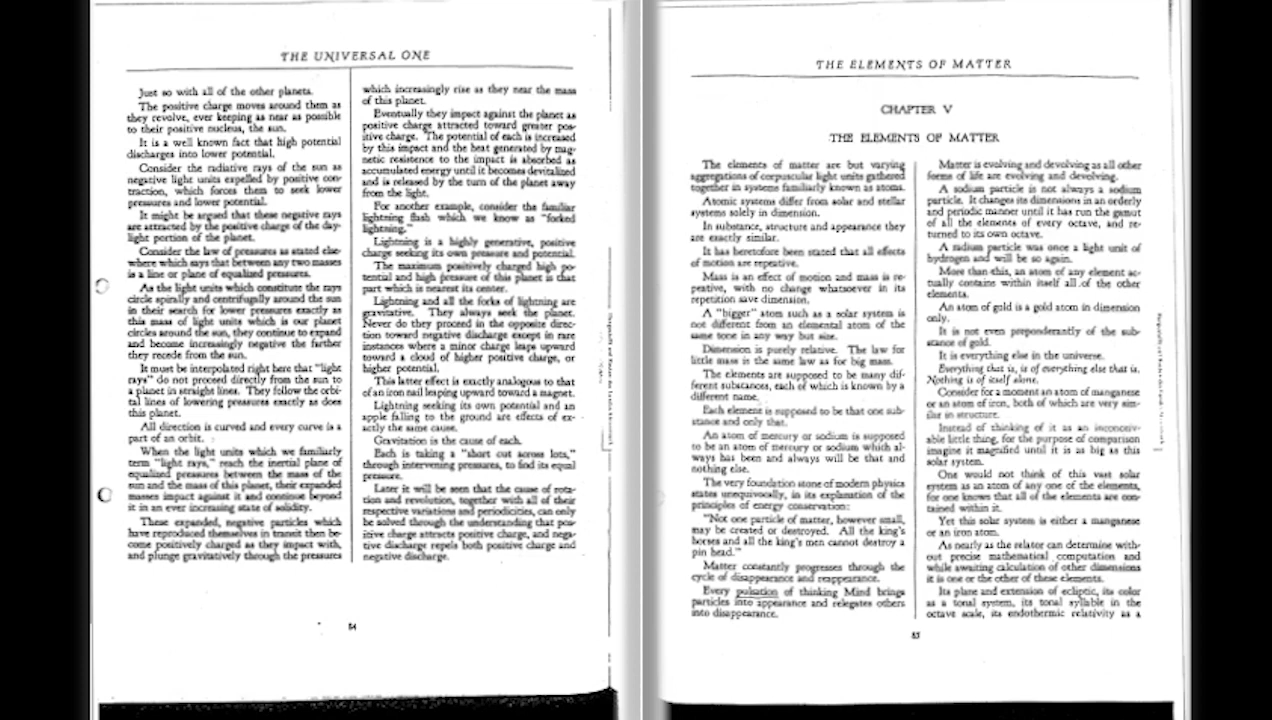 THE UNIVERSAL ONE
Just so with all of the other planets.
The positive charge moves around them as
they revolve, ever keeping as near as possible
to their positive nucleus, the sun.
It is a well known fact that high potential
discharges into lower potential.
Consider the radiative rays of the sun as
negative light units expelled by positive con-
traction, which forces them to seek lower
pressures and lower potential.
It might be argued that these negative rays
are attracted by the positive charge of the day-
light portion of the planet.
Consider the law of pressures as stated else-
where which says that between any two masses
is a line or plane of equalized pressures.
As the light units which constitute the rays
circle spirally and centrifugally around the sun
in their search for lower pressures exactly as
this mass of light units which is our planet
circles around the sun, they continue to expand
and become increasingly negative the further
they recede from the sun.
It must be interpolated right here that "light
rays" do not proceed directly from the sun to
a planet in straight lines. They follow the orbi-
tal lines of lowering pressures exactly as does
this planet.
All direction is curved and every curve is a
part of an orbit.
When the light units which we familiarly
term "light rays," reach the inertial plane of
equalized pressures between the mass of the
sun and the mass of this planet, their expanded
masses impact against it and continue beyond
it in an ever increasing state of solidity.
These expanded, negative particles which
have reproduced themselves in transit then be-
come positively charged as they impact with,
and plunge gravitatively through the pressures
which increasingly rise as they near the mass
of this planet.
Eventually they impact against the planet as
positive charge attracted toward greater pos-
itive charge. The potential of each is increased
by this impact and the heat generated by mag-
netic resistence to the impact is absorbed as
accumulated energy until it becomes devitalized
and is released by the turn of the planet away
from the light.
For another example, consider the familiar
lightning flash which we know as "forked
lightning."
Lightning is a highly generative, positive
charge seeking its own pressure and potential.
The maximum positively charged high po-
tential and high pressure of this planet is that
part which is nearest its center.
Lightning and all the forks of lightning are
gravitative. They always seek the planet.
Never do they proceed in the opposite direc-
tion toward negative discharge except in rare
instances where a minor charge leaps upward
toward a cloud of higher positive charge, or
higher potential.
This latter effect is exactly analogous to that
of an iron nail leaping upward toward a magnet.
Lightning seeking its own potential and an
apple falling to the ground are effects of ex-
actly the same cause.
Gravitation is the cause of each.
Each is taking a "short cut across lots,"
through intervening pressures, to find its equal
pressure.
Later it will be seen that the cause of rota-
tion and revolution, together with all of their
respective variations and periodicities, can only
be solved through the understanding that pos-
itive charge attracts positive charge, and nega-
tive discharge repels both positive charge and
negative discharge.
84
THE ELEMENTS OF MATTER
CHAPTER V
THE ELEMENTS OF MATTER
The elements of matter are but varying
aggregations of corpuscular light units gathered
together in systems familiarly known as atoms.
Atomic systems differ from solar and stellar
systems solely in dimension.
In substance, structure and appearance they
are exactly similar.
It has heretofore been stated that all effects
of motion are repetive.
Mass is an effect of motion and mass is re-
peative, with no change whatsoever in its
repetition save dimension.
A "bigger" atom such as a solar system is
not different from an elemental atom of the
same tone in any way but size.
Dimension is purely relative. The law for
little mass is the same law as for big mass.
The elements are supposed to be many dif-
ferent substances, each of which is known by a
different name.
Each element is supposed to be that one sub-
stance and only that.
An atom of mercury or sodium is supposed
to be an atom of mercury or sodium which al-
ways has been and always will be that and
nothing else.
The very foundation stone of modern physics
states unequivocally, in its explanation of the
principles of energy conservation:
"Not one particle of matter, however small,
may be created or destroyed. All the king's
horses and all the king's men cannot destroy a
pin head."
Matter constantly progresses through the
cycle of disappearance and reappearance.
Every pulsation of thinking Mind brings
particles into appearance and relegates others
into disappearance.
Matter is evolving and devolving as all other
forms of life are evolving and devolving.
A sodium particle is not always a sodium
particle. It changes its dimensions in an orderly
and periodic manner until it has run the gamut
of all the elements of every octave, and re-
turned to its own octave.
A radium particle was once a light unit of
hydrogen and will be so again.
More than this, an atom of any element ac-
tually contains within itself all of the other
elements.
An atom of gold is a gold atom in dimension
only.
It is not even preponderantly of the sub-
stance of gold.
It is everything else in the universe.
Everything that is, is of everything else that is.
Nothing is of itself alone.
Consider for a moment an atom of manganese
or an atom of iron, both of which are very sim-
ilar in structure.
Instead of thinking of it as an inconceiv-
able little thing, for the purpose of comparison
imagine it magnified until it is as big as this
solar system.
One would not think of this vast solar
system as an atom of any one of the elements,
for one knows that all of the elements are con-
tained within it.
Yet this solar system is either a manganese
or an iron atom.
As nearly as the relator can determine with-
out precise mathematical computation and
while awaiting calculation of other dimensions
it is one or the other of these elements.
Its plane and extension of ecliptic, its color
as a tonal system, its tonal syllable in the
octave scale, its endothermic relativity as a
85